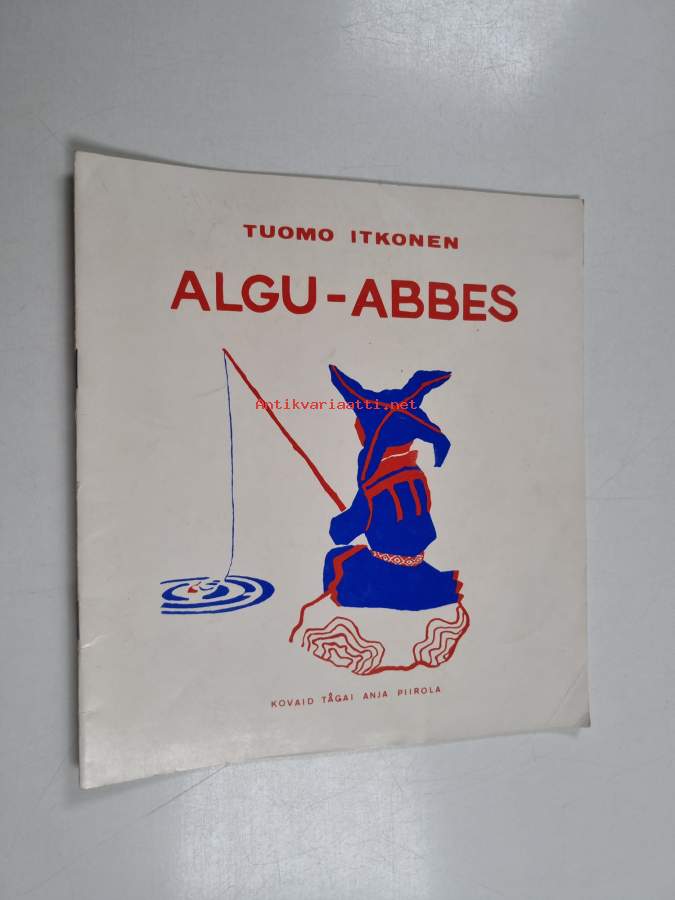 TUOMO ITKONEN
ALGU-ABBES
Antikvariaatti.net
KOVAID TÅGAI ANJA PIIROLA